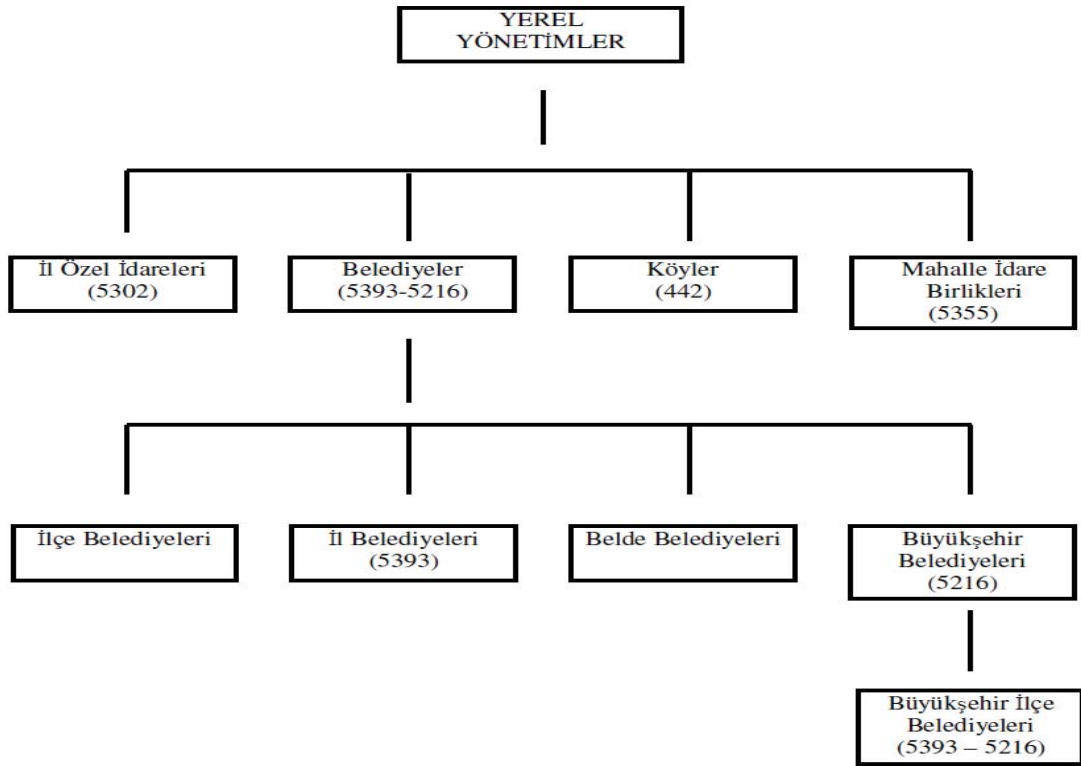 YEREL
YÖNETİMLER
İl Özel İdareleri
(5302)
Belediyeler
(5393-5216)
Köyler
(442)
Mahalle İdare
Birlikleri
(5355)
İlçe Belediyeleri
İl Belediyeleri
(5393)
Belde Belediyeleri
Büyükşehir
Belediyeleri
(5216)
Büyükşehir İlçe
Belediyeleri
(5393 – 5216)